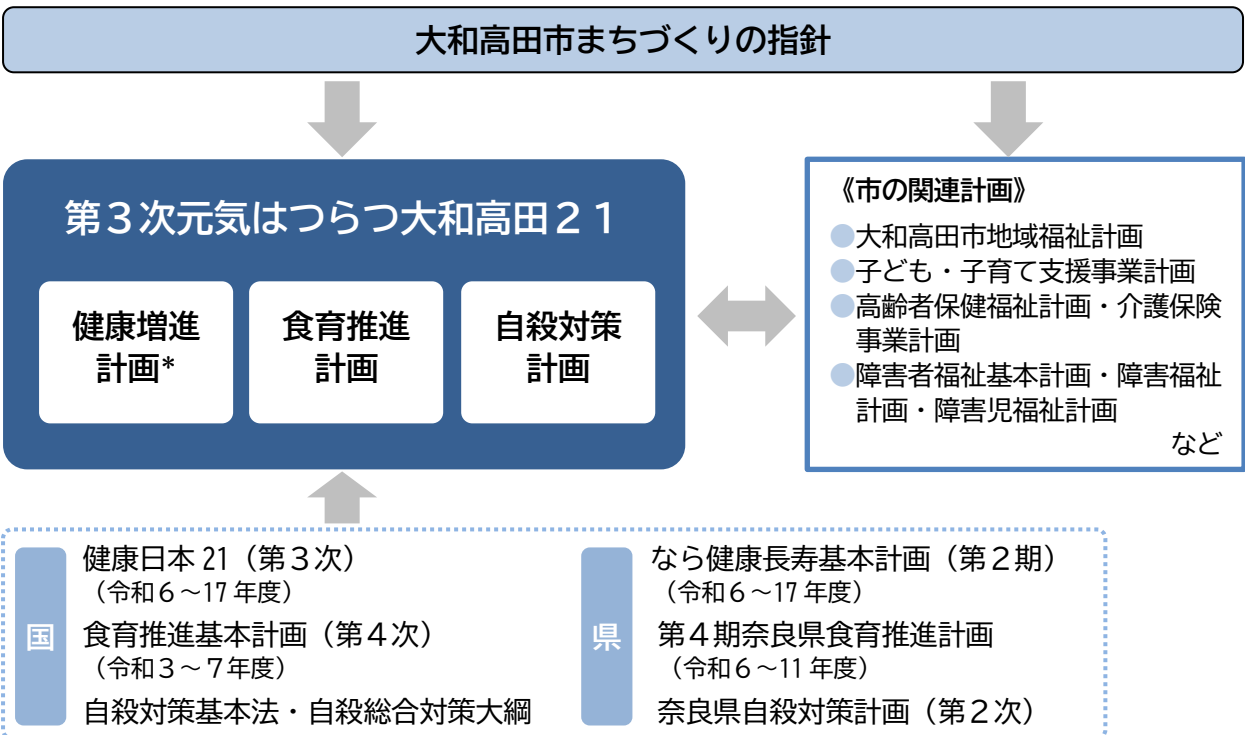 大和高田市まちづくりの指針
第３次元気はつらつ大和高田２１
健康増進
計画*
食育推進
計画
自殺対策
計画
《市の関連計画》
●大和高田市地域福祉計画
●子ども・子育て支援事業計画
●高齢者保健福祉計画・介護保険
事業計画
●障害者福祉基本計画・障害福祉
計画・障害児福祉計画
など
国
健康日本 21（第３次）
（令和６～17 年度）
食育推進基本計画（第４次）
（令和３～７年度）
自殺対策基本法・自殺総合対策大綱
県
なら健康長寿基本計画（第２期）
（令和６～17 年度）
第４期奈良県食育推進計画
（令和６～11 年度）
奈良県自殺対策計画（第２次）